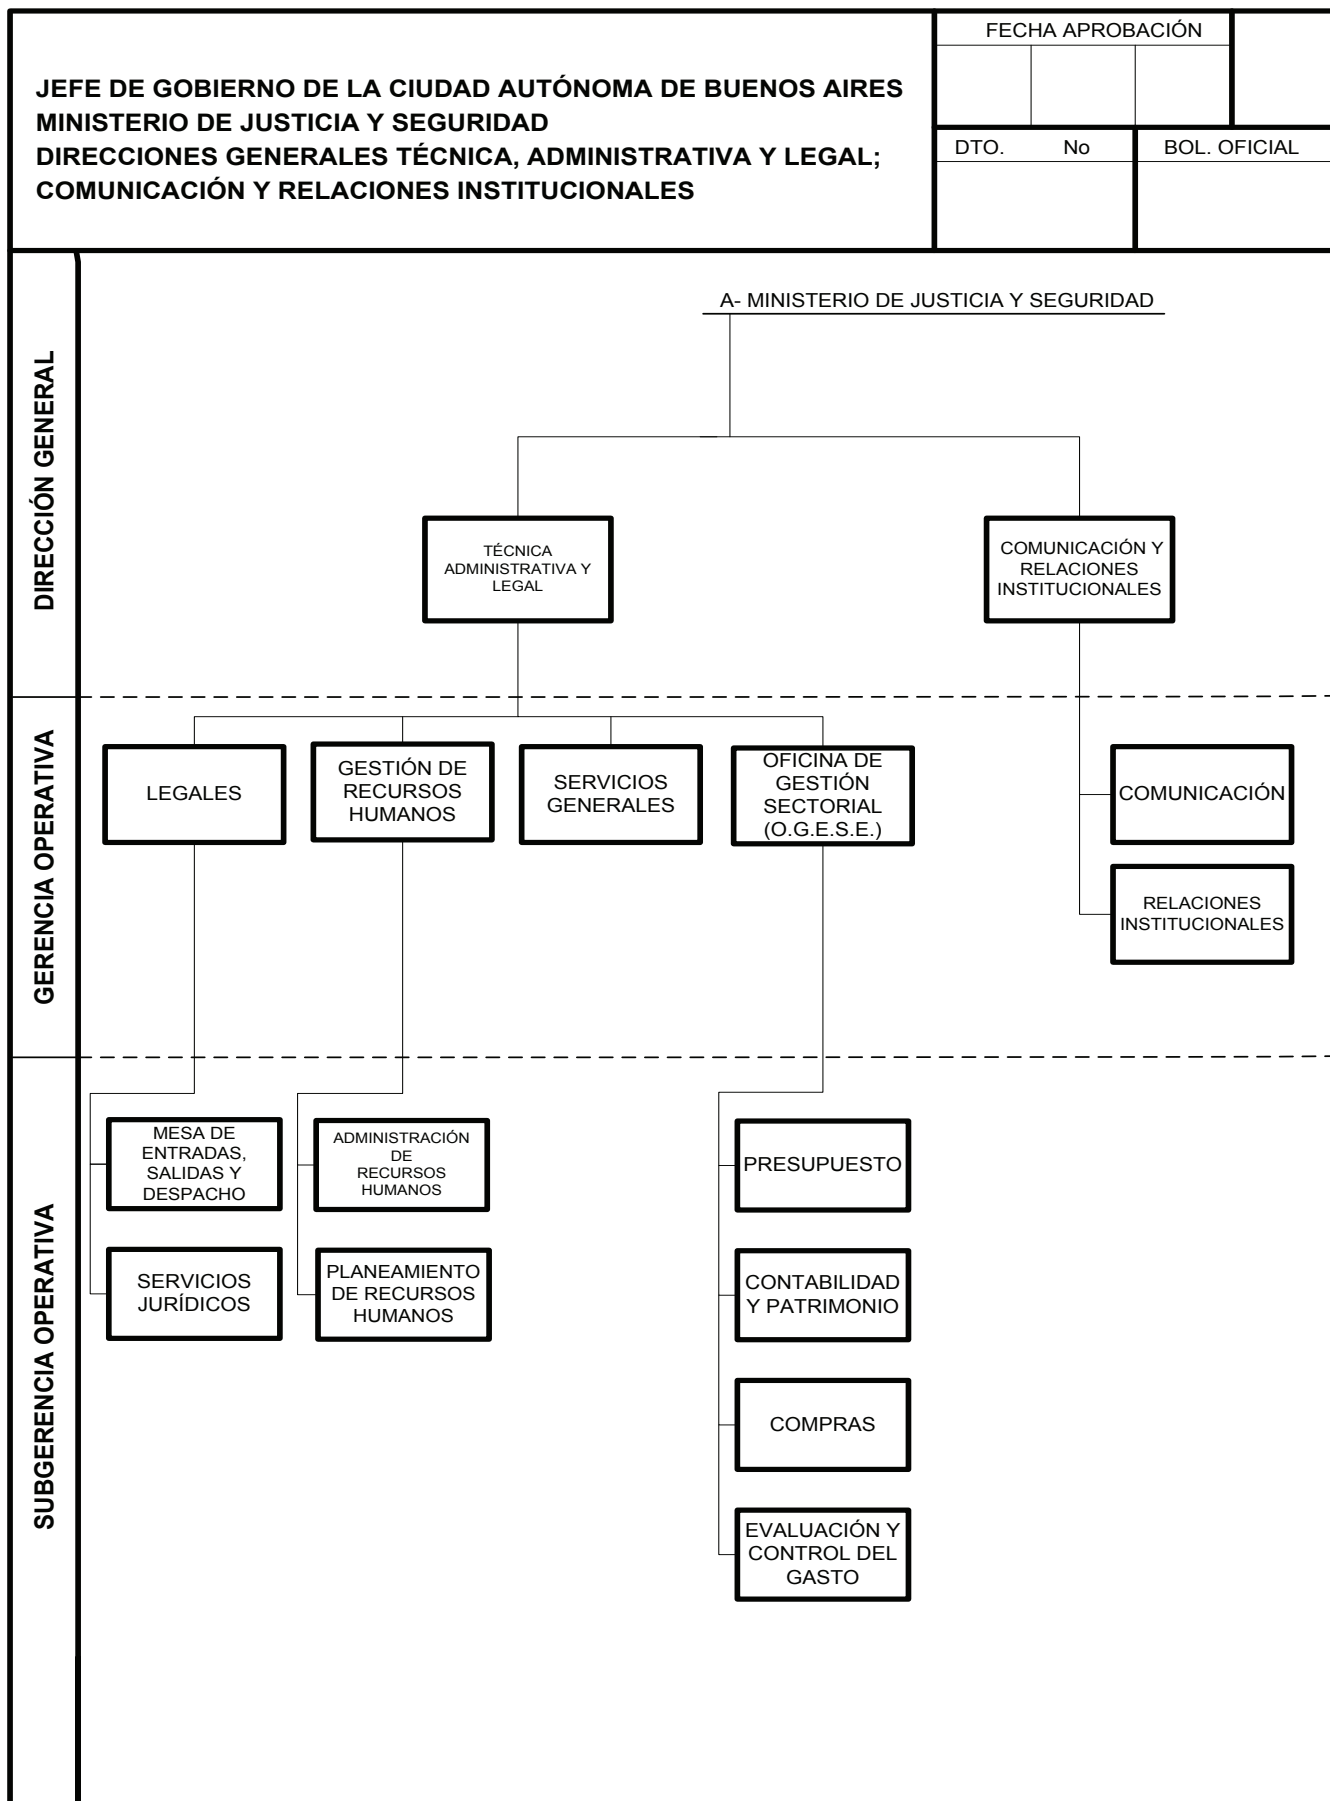 JEFE DE GOBIERNO DE LA CIUDAD AUTÓNOMA DE BUENOS AIRES
MINISTERIO DE JUSTICIA Y SEGURIDAD
DIRECCIONES GENERALES TÉCNICA, ADMINISTRATIVA Y LEGAL;
COMUNICACIÓN Y RELACIONES INSTITUCIONALES
FECHA APROBACIÓN
DTO. No
BOL. OFICIAL
DIRECCIÓN GENERAL
A- MINISTERIO DE JUSTICIA Y SEGURIDAD
TÉCNICA
ADMINISTRATIVA Y
LEGAL
COMUNICACIÓN Y
RELACIONES
INSTITUCIONALES
GERENCIA OPERATIVA
LEGALES
GESTIÓN DE
RECURSOS
HUMANOS
SERVICIOS
GENERALES
OFICINA DE
GESTIÓN
SECTORIAL
(O.G.E.S.E.)
COMUNICACIÓN
RELACIONES
INSTITUCIONALES
SUBGERENCIA OPERATIVA
MESA DE
ENTRADAS,
SALIDAS Y
DESPACHO
ADMINISTRACIÓN
DE
RECURSOS
HUMANOS
PRESUPUESTO
SERVICIOS
JURÍDICOS
PLANEAMIENTO
DE RECURSOS
HUMANOS
CONTABILIDAD
Y PATRIMONIO
COMPRAS
EVALUACIÓN Y
CONTROL DEL
GASTO